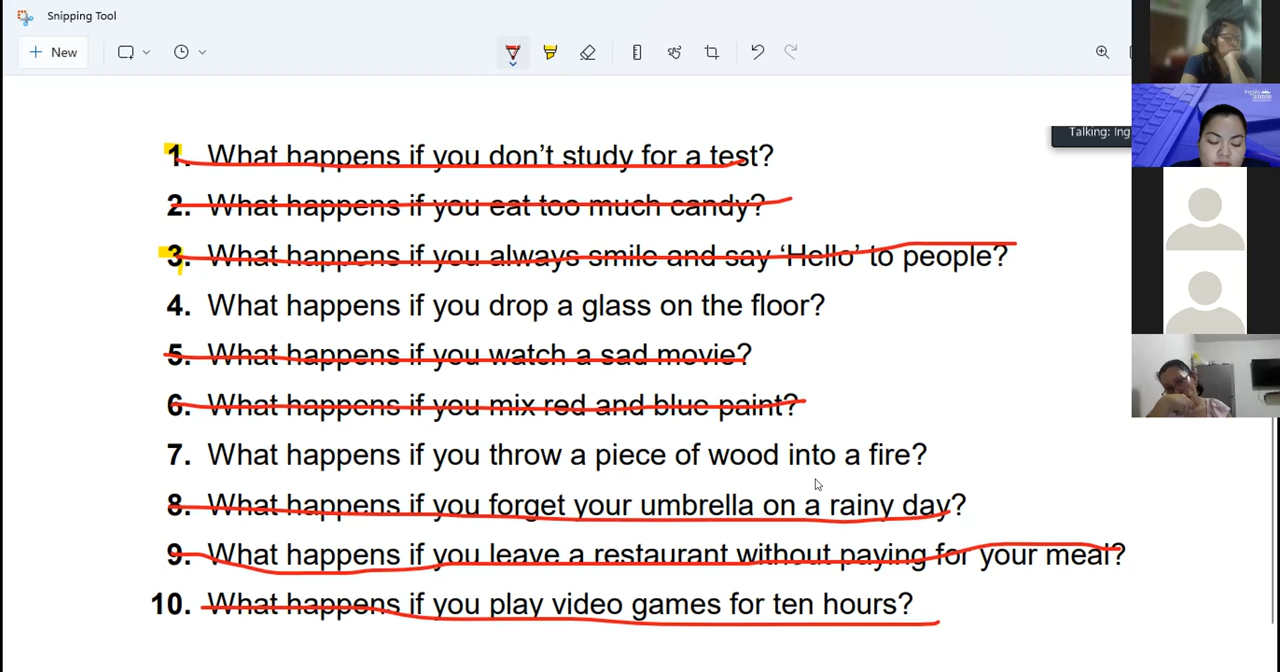 Snipping Tool
New
Talking: Ing
1. What happens if you don’t study for a test?
2. What happens if you eat too much candy?
3. What happens if you always smile and say ‘Hello’ to people?
4. What happens if you drop a glass on the floor?
5. What happens if you watch a sad movie?
6. What happens if you mix red and blue paint?
7. What happens if you throw a piece of wood into a fire?
8. What happens if you forget your umbrella on a rainy day?
9. What happens if you leave a restaurant without paying for your meal?
10. What happens if you play video games for ten hours?